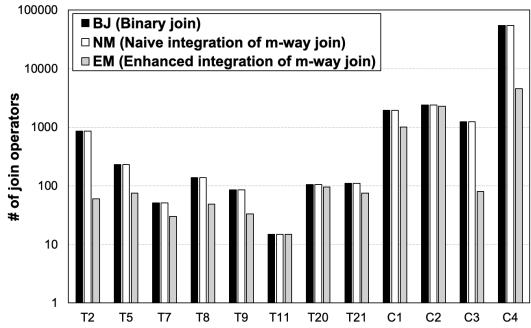 # of join operators
100000
10000
1000
100
10
1
BJ (Binary join)
NM (Naive integration of m-way join)
EM (Enhanced integration of m-way join)
T2 T5 T7 T8 T9 T11 T20 T21 C1 C2 C3 C4